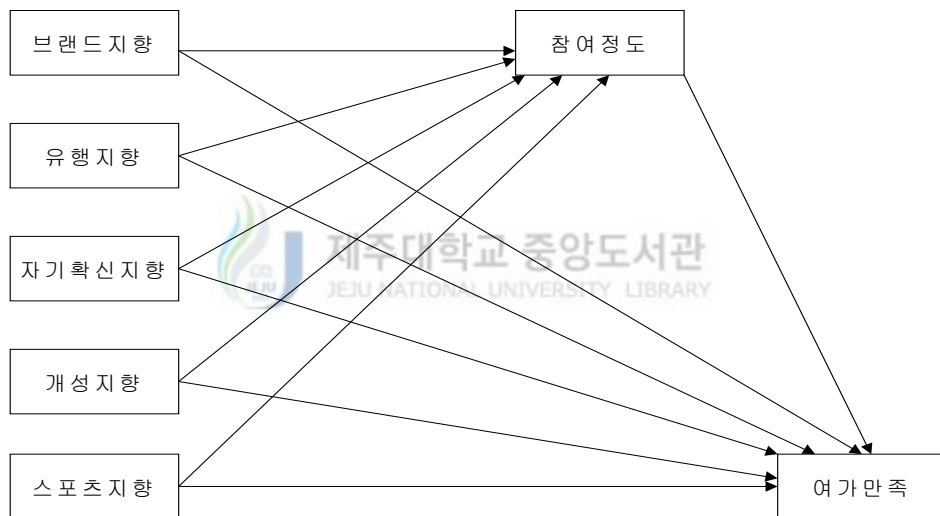 브랜드지향
참여정도
유행지향
자기확신지향
제주대학교 중앙도서관
JEJU NATIONAL UNIVERSITY LIBRARY
개성지향
스포츠지향
여가만족